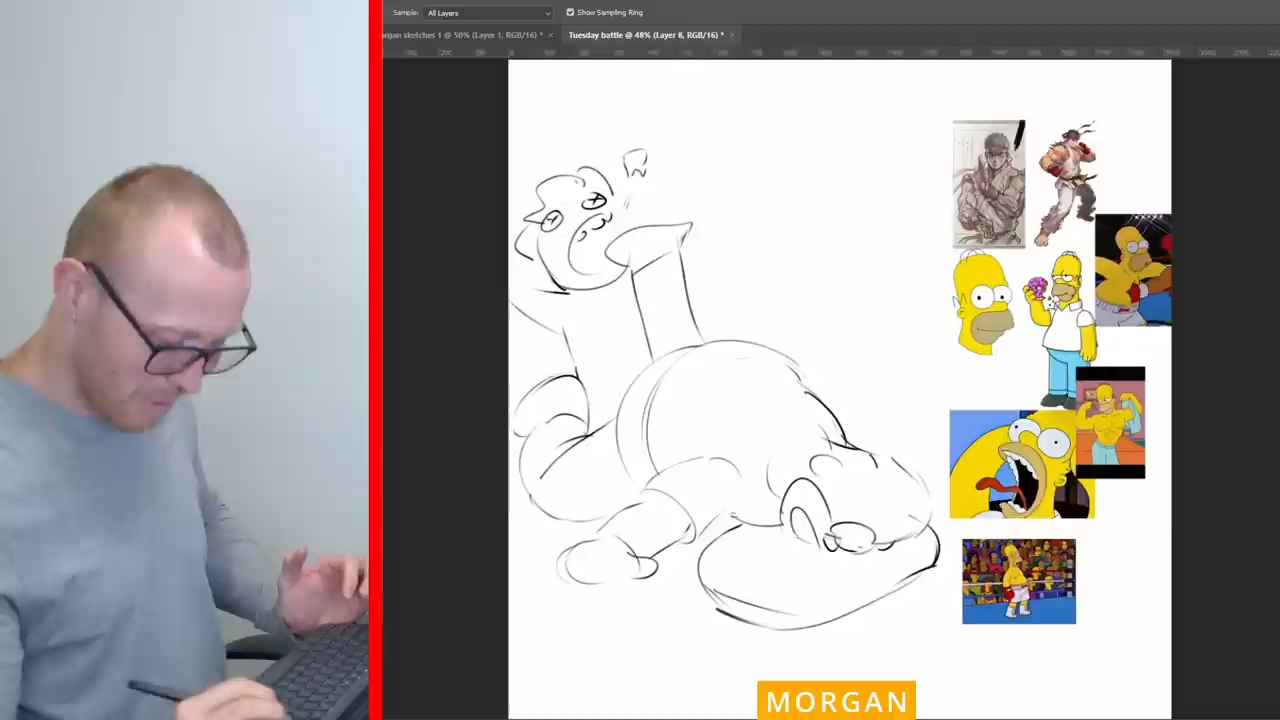 Sample: All Layers Show Sampling Ring
organ sketches 1 @ 50% (Layer 1, RGB/16) * × Tuesday battle @ 48% (Layer 8, RGB/16) * ×
MORGAN